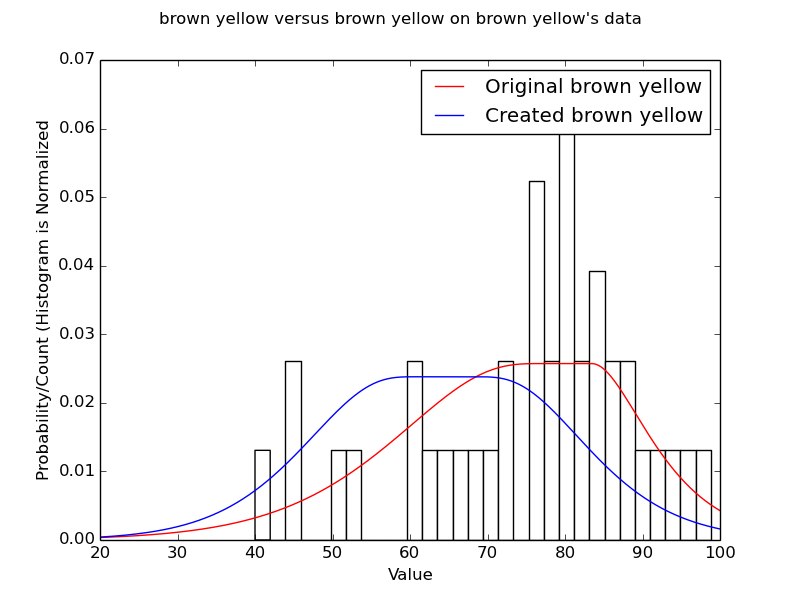 brown yellow versus brown yellow on brown yellow's data
0.07
0.06
0.05
0.04
0.03
0.02
0.01
0.00
Probability/Count (Histogram is Normalized
Original brown yellow
Created brown yellow
20 30 40 50 60 70 80 90 100
Value